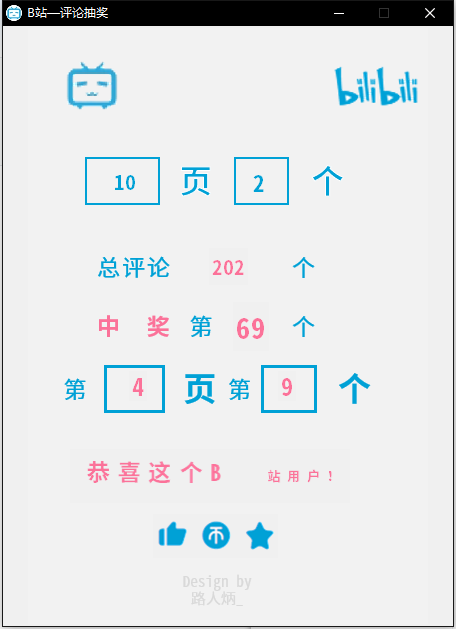 B站—评论抽奖
bilibili
10 页 2 个
总评论 202 个
中 奖 第 69 个
第 4 页 第 9 个
恭喜这个B 站用户！
Design by
路人炳_